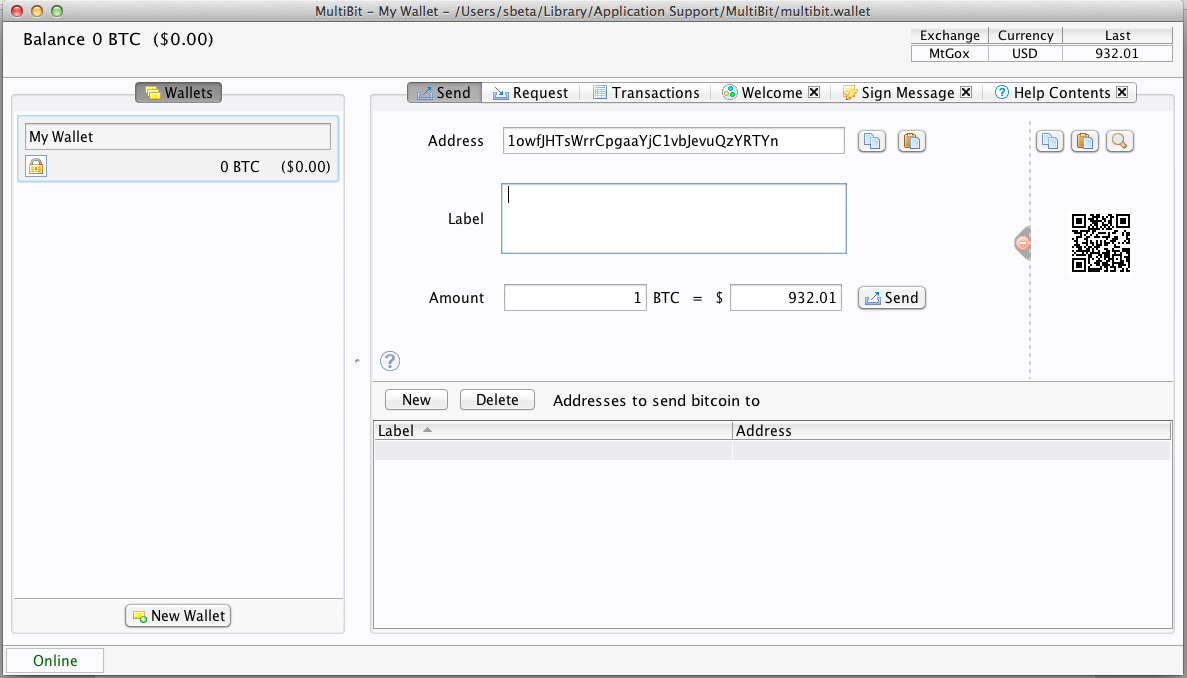 MultiBit – My Wallet – /Users/sbeta/Library/Application Support/MultiBit/multibit.wallet
Balance 0 BTC ($0.00)
Exchange Currency Last
MtGox USD 932.01
Wallets
My Wallet
0 BTC ($0.00)
New Wallet
Send Request Transactions Welcome Sign Message Help Contents
Address 1owfJHTsWrrCpgaaYjC1vbJevuQzYRTYn
Label
Amount 1 BTC = $ 932.01 Send
?
New Delete Addresses to send bitcoin to
Label Address
Online